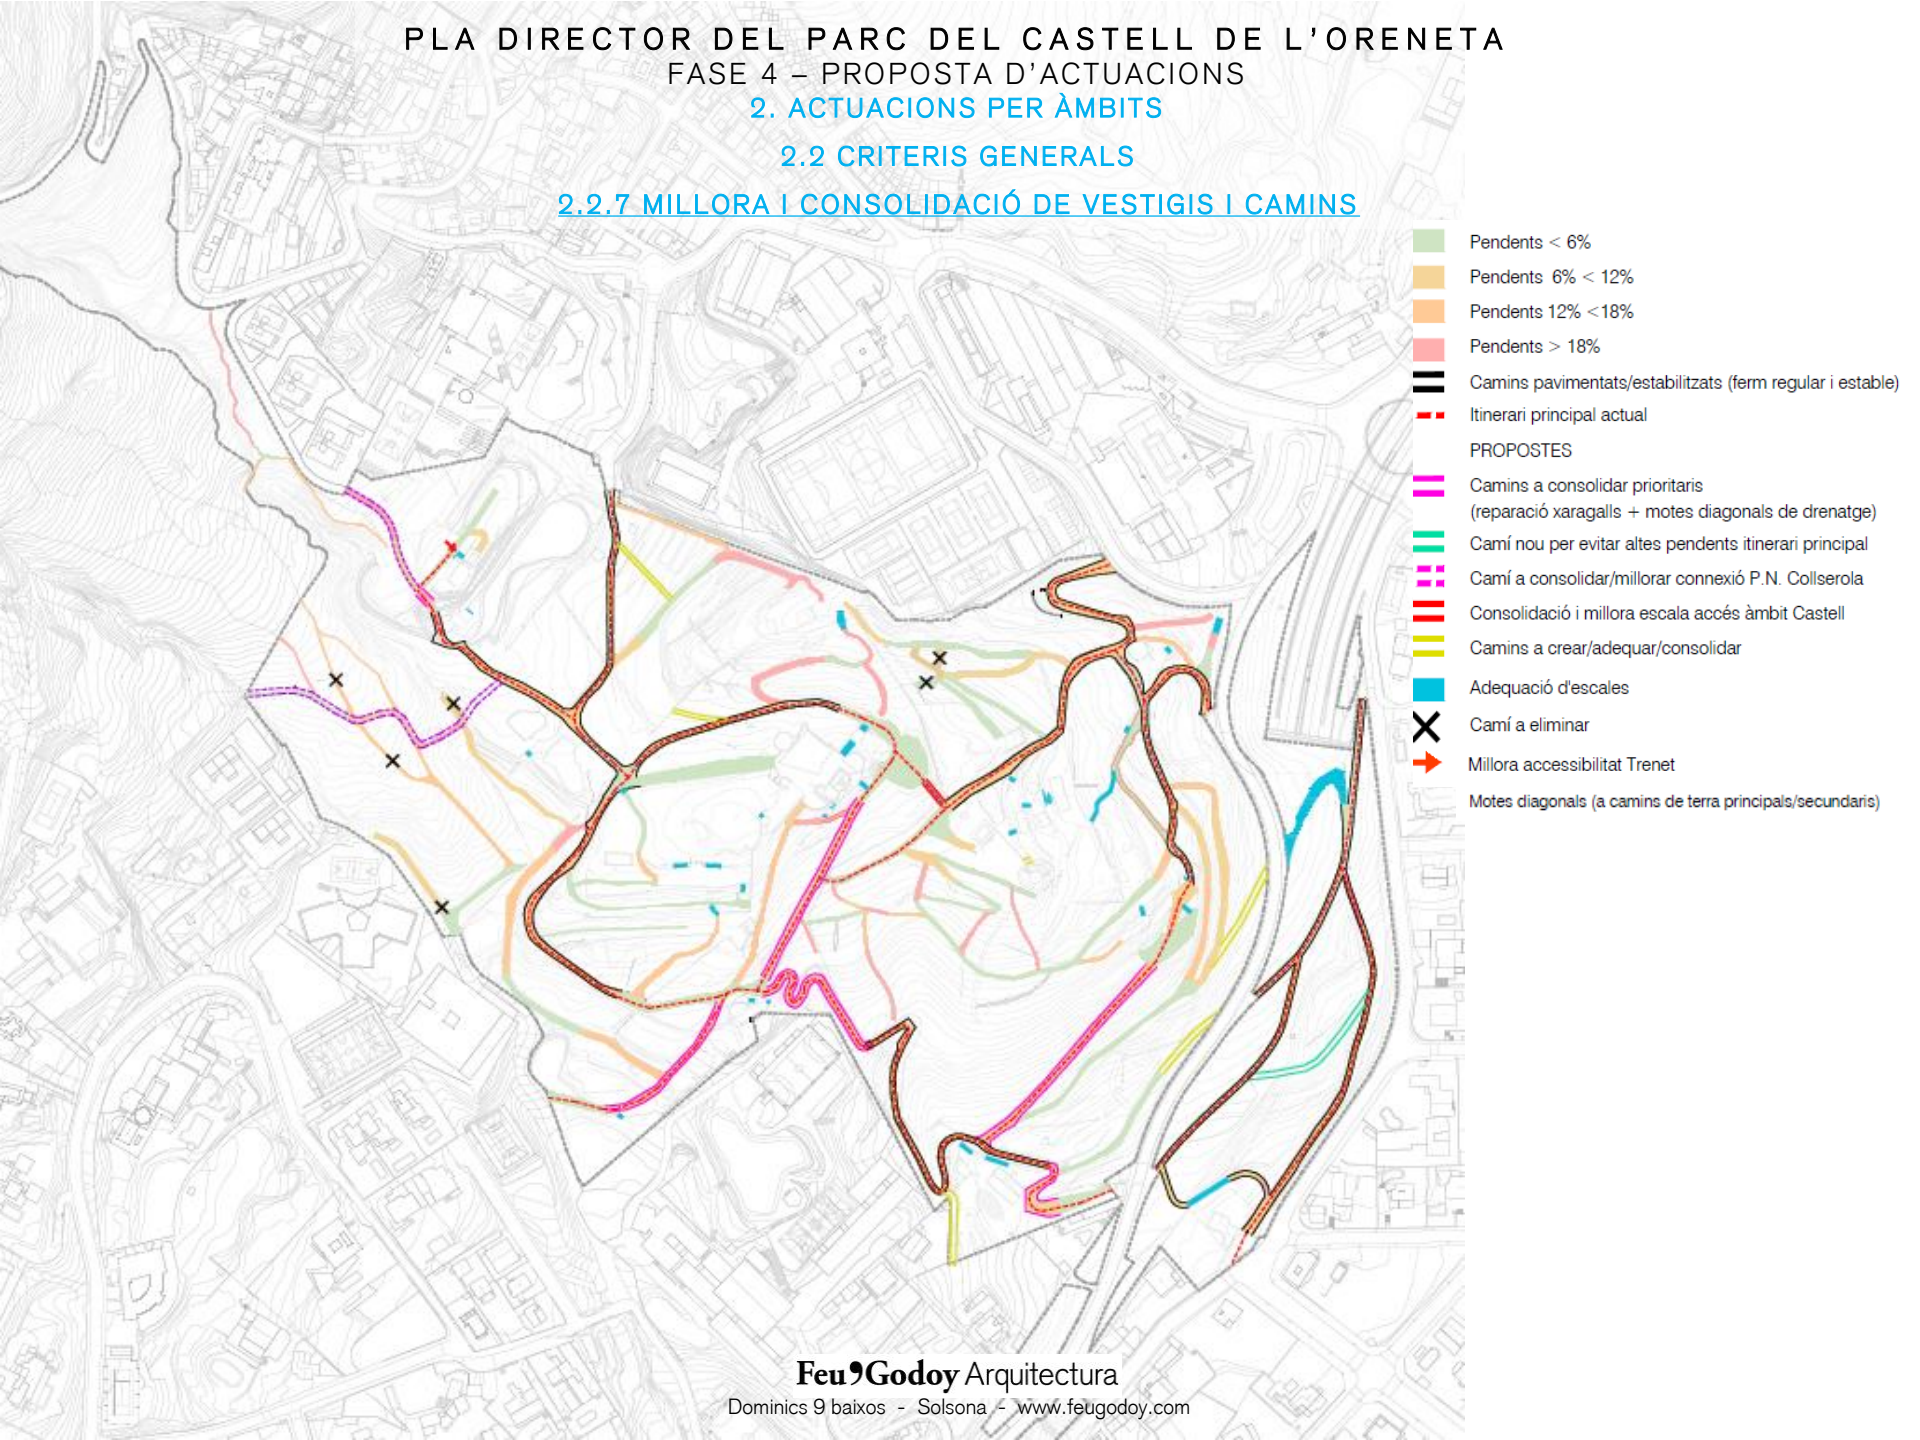 PLA DIRECTOR DEL PARC DEL CASTELL DE L'ORENETA
FASE 4 – PROPOSTA D'ACTUACIONS
2. ACTUACIONS PER ÀMBITS
2.2 CRITERIS GENERALS
2.2.7 MILLORA I CONSOLIDACIÓ DE VESTIGIS I CAMINS
Pendents < 6%
Pendents 6% < 12%
Pendents 12% <18%
Pendents > 18%
Camins pavimentats/estabilitzats (ferm regular i estable)
Itinerari principal actual
PROPOSTES
Camins a consolidar prioritaris
(reparació xaragalls + motes diagonals de drenatge)
Camí nou per evitar altes pendents itinerari principal
Camí a consolidar/millorar connexió P.N. Collserola
Consolidació i millora escala accés àmbit Castell
Camins a crear/adequar/consolidar
Adequació d'escales
Camí a eliminar
Millora accessibilitat Trenet
Motes diagonals (a camins de terra principals/secundaris)
Feu9Godoy Arquitectura
Dominics 9 baixos - Solsona - www.feugodoy.com